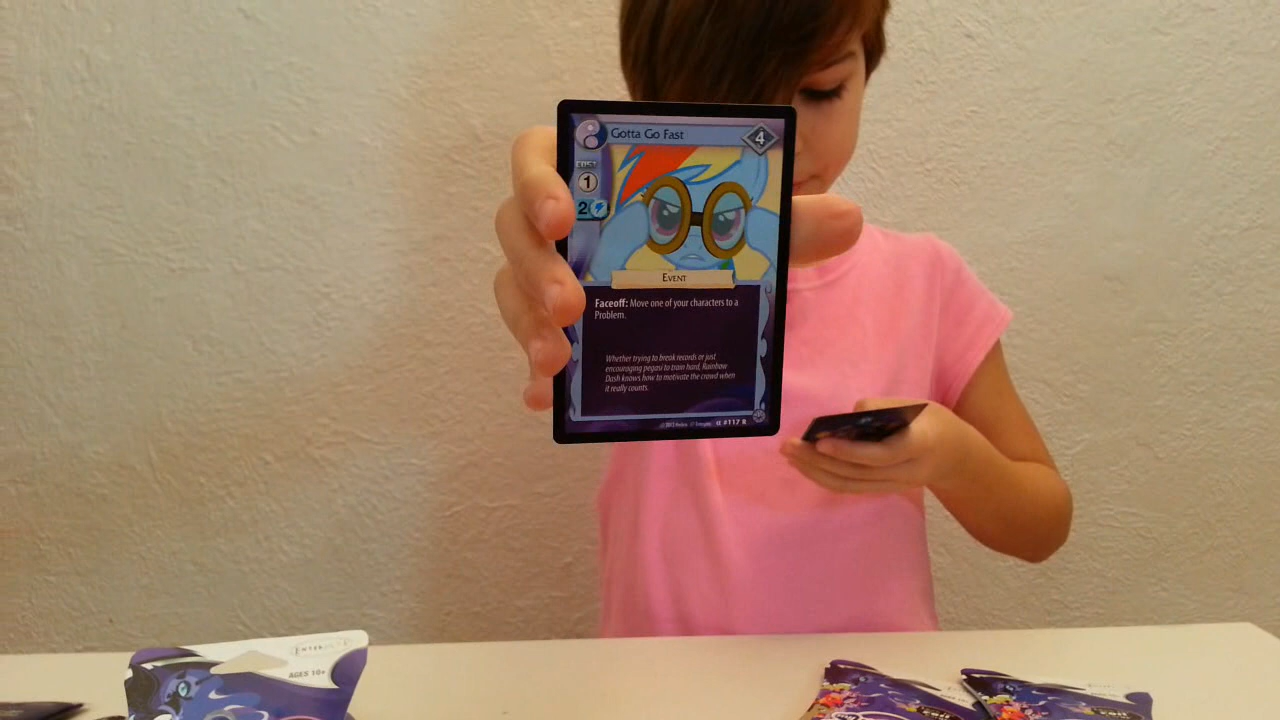 Gotta Go Fast
4
COST
1
2
EVENT
Faceoff: Move one of your characters to a
Problem.
Whether trying to break records or just
encouraging pegasi to train hard, Rainbow
Dash knows how to motivate the crowd when
it really counts.
#117 R
AGES 10+